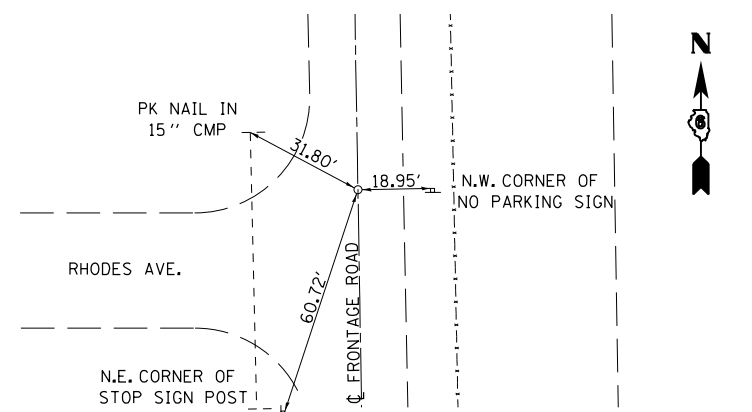 N
6
PK NAIL IN
15" CMP
31.80'
18.95'
N.W. CORNER OF
NO PARKING SIGN
RHODES AVE.
60.72'
℄ FRONTAGE ROAD
N.E. CORNER OF
STOP SIGN POST